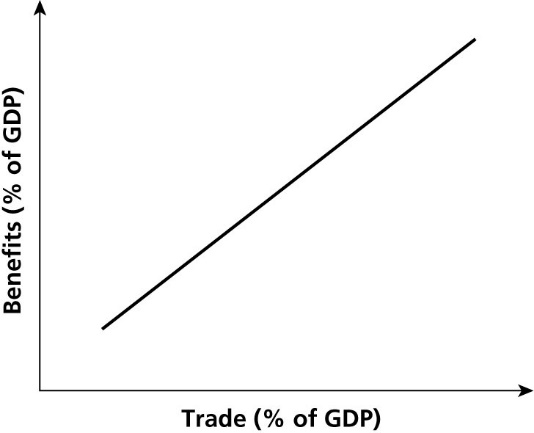 Benefits (% of GDP)
Trade (% of GDP)